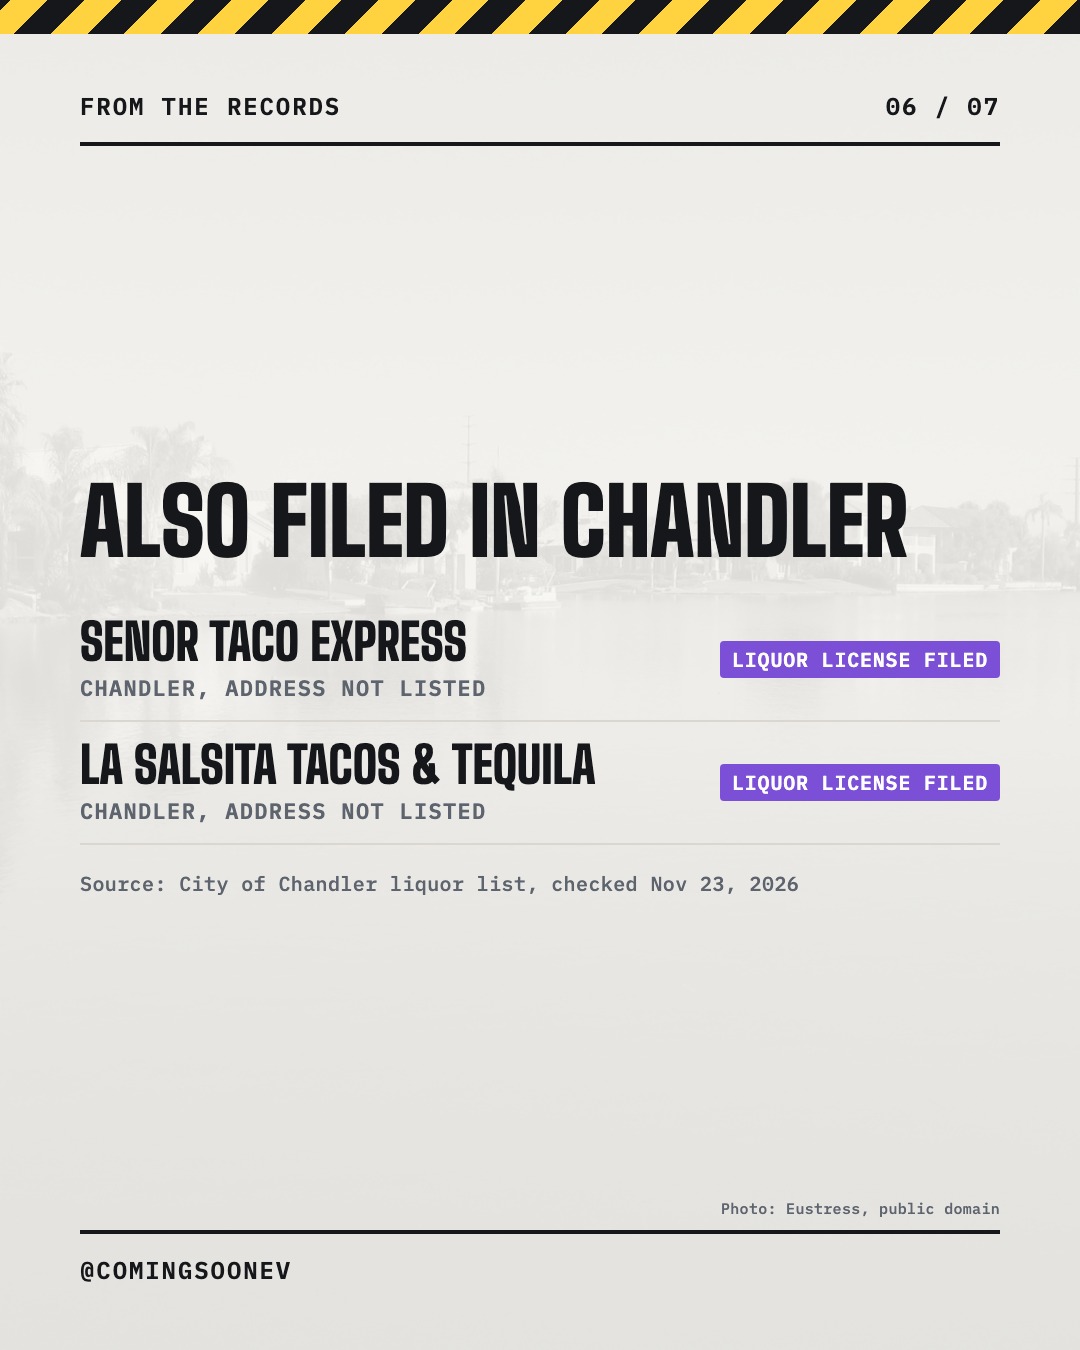 FROM THE RECORDS
06 / 07
ALSO FILED IN CHANDLER
SENOR TACO EXPRESS
LIQUOR LICENSE FILED
CHANDLER, ADDRESS NOT LISTED
LA SALSITA TACOS & TEQUILA
LIQUOR LICENSE FILED
CHANDLER, ADDRESS NOT LISTED
Source: City of Chandler liquor list, checked Nov 23, 2026
Photo: Eustress, public domain
@COMINGSOONEV